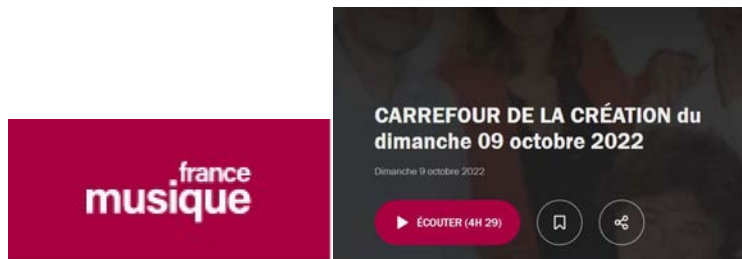 france
musique
CARREFOUR DE LA CRÉATION du
dimanche 09 octobre 2022
Dimanche 9 octobre 2022
ÉCOUTER (4H 29)